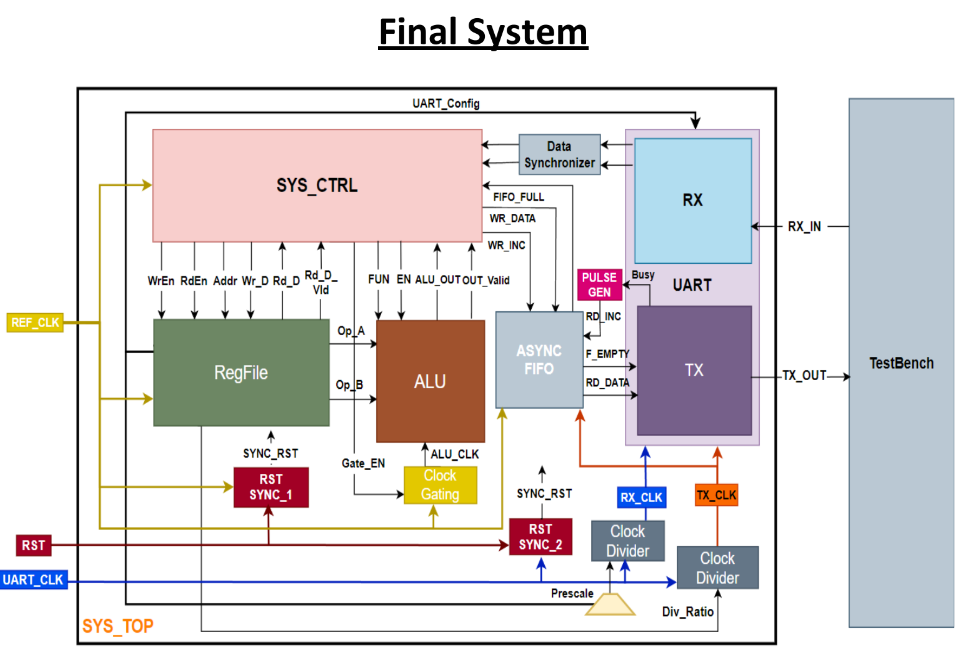 Final System
UART_Config
SYS_CTRL
Data
Synchronizer
RX
FIFO_FULL
WR_DATA
WR_INC
RX_IN
WrEn
RdEn
Addr
Wr_D
Rd_D
Rd_D_
Vld
FUN
EN
ALU_OUT
OUT_Valid
PULSE
GEN
Busy
UART
REF_CLK
RegFile
Op_A
Op_B
ALU
ASYNC
FIFO
RD_INC
F_EMPTY
RD_DATA
TX
TX_OUT
TestBench
SYNC_RST
Gate_EN
ALU_CLK
Clock
Gating
RST
SYNC_1
SYNC_RST
RX_CLK
TX_CLK
RST
RST
SYNC_2
Clock
Divider
Clock
Divider
UART_CLK
Prescale
Div_Ratio
SYS_TOP